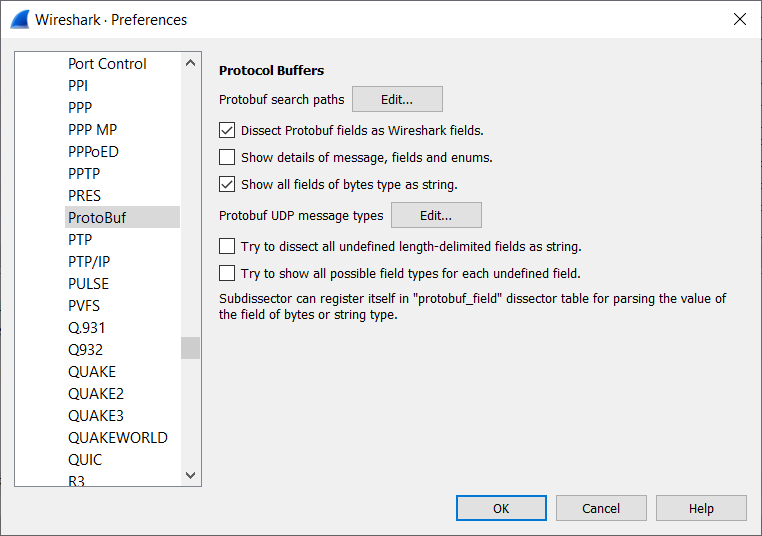 Wireshark · Preferences
Port Control
PPI
PPP
PPP MP
PPPoED
PPTP
PRES
ProtoBuf
PTP
PTP/IP
PULSE
PVFS
Q.931
Q932
QUAKE
QUAKE2
QUAKE3
QUAKEWORLD
QUIC
R3
Protocol Buffers
Protobuf search paths Edit...
Dissect Protobuf fields as Wireshark fields.
Show details of message, fields and enums.
Show all fields of bytes type as string.
Protobuf UDP message types Edit...
Try to dissect all undefined length-delimited fields as string.
Try to show all possible field types for each undefined field.
Subdissector can register itself in "protobuf_field" dissector table for parsing the value of
the field of bytes or string type.
OK Cancel Help